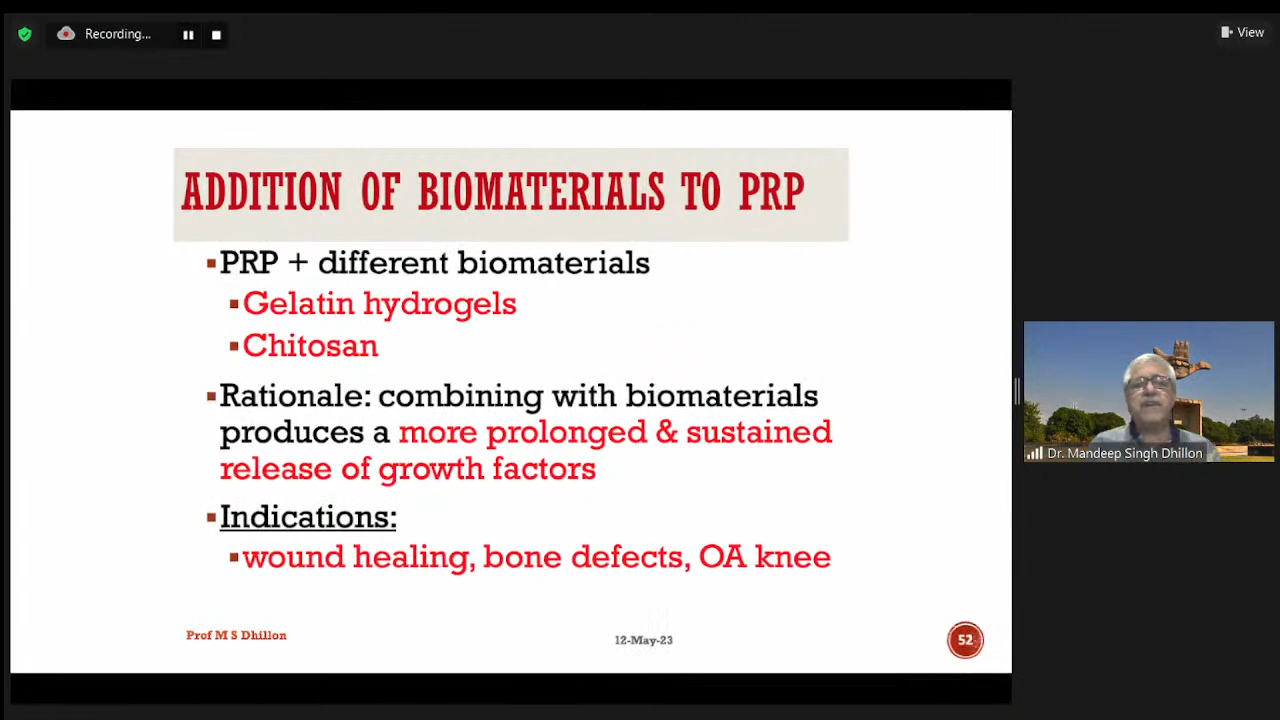 Recording...
View
ADDITION OF BIOMATERIALS TO PRP
PRP + different biomaterials
Gelatin hydrogels
Chitosan
Rationale: combining with biomaterials
produces a more prolonged & sustained
release of growth factors
Indications:
wound healing, bone defects, OA knee
Prof M S Dhillon
12-May-23
52
Dr. Mandeep Singh Dhillon